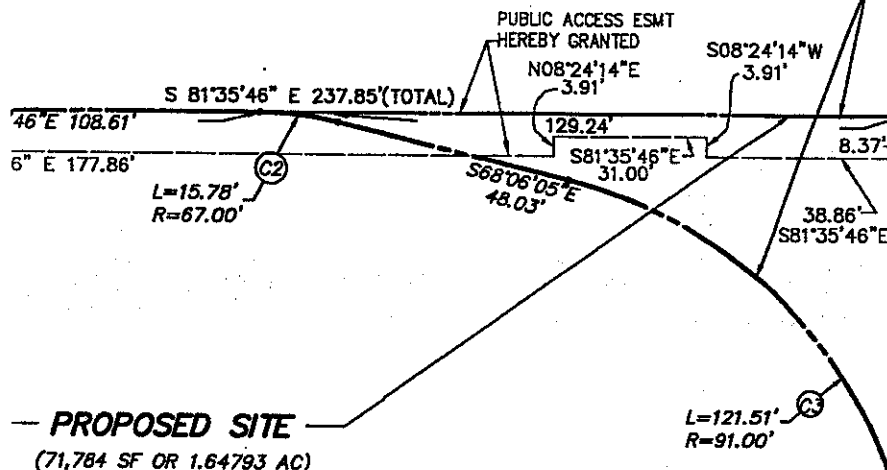 PUBLIC ACCESS ESMT
HEREBY GRANTED
N08°24'14"E
3.91'
S08°24'14"W
3.91'
S 81°35'46" E 237.85'(TOTAL)
46"E 108.61'
129.24'
8.37'
6" E 177.86'
S81°35'46"E
31.00'
C2
L=15.78'
R=67.00'
S68°06'05"E
48.03'
38.86'
S81°35'46"E
PROPOSED SITE
(71,784 SF OR 1.64793 AC)
C3
L=121.51'
R=91.00'